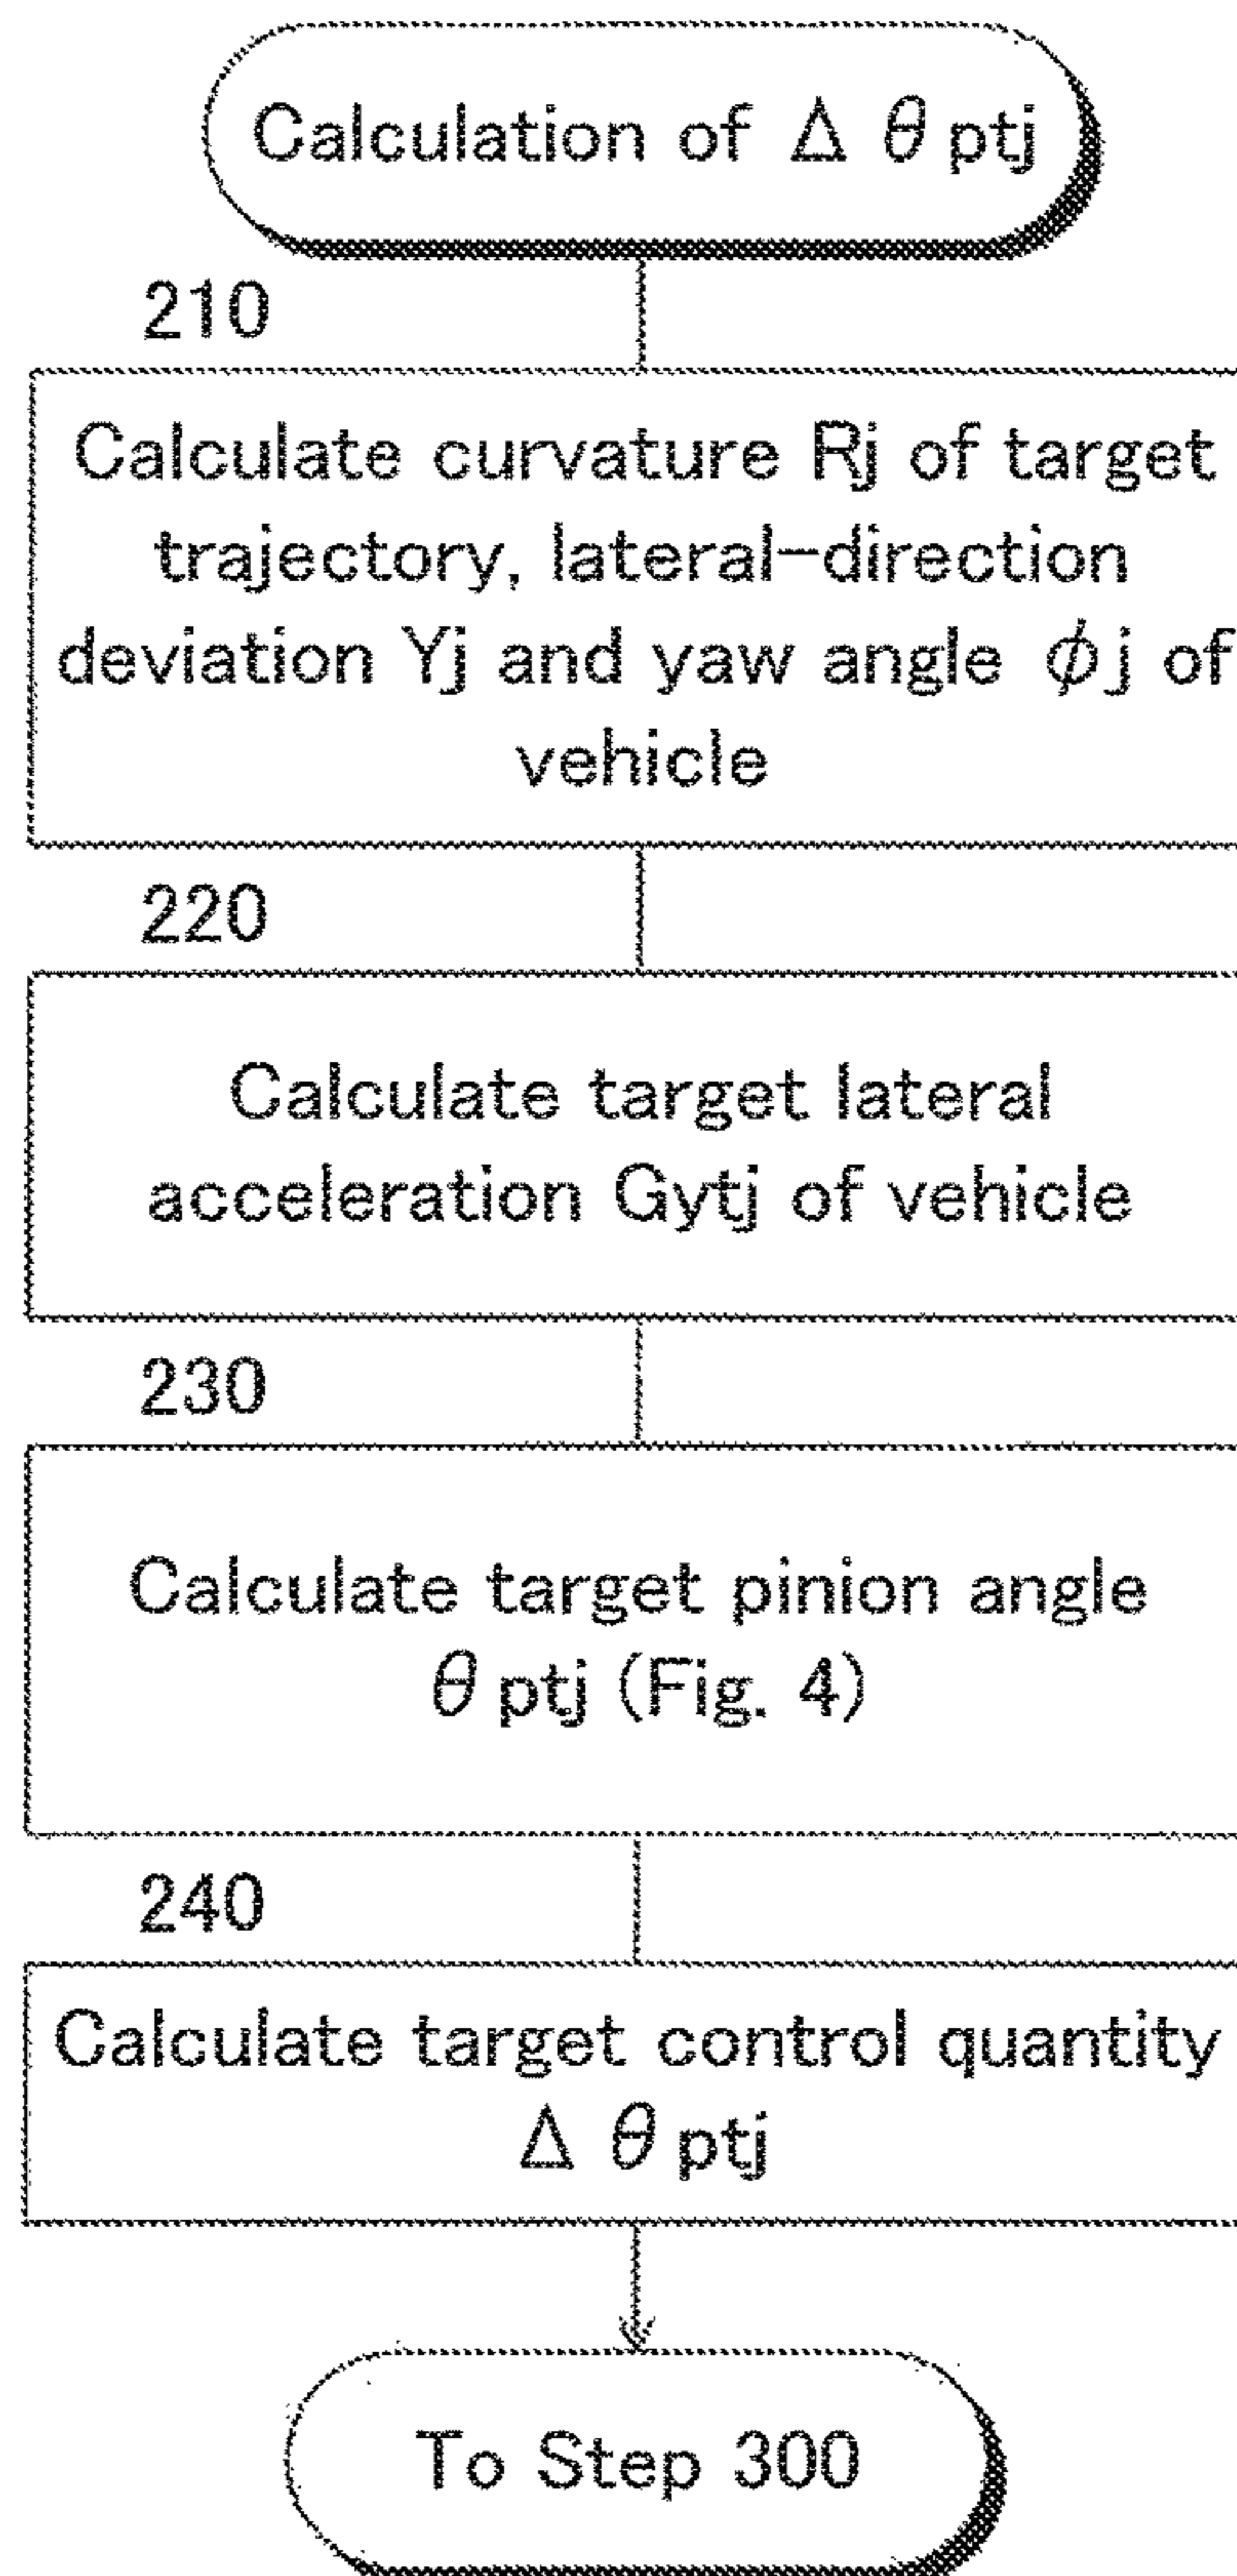 Calculation of Δ θ ptj
210
Calculate curvature Rj of target
trajectory, lateral-direction
deviation Yj and yaw angle ϕj of
vehicle
220
Calculate target lateral
acceleration Gytj of vehicle
230
Calculate target pinion angle
θ ptj (Fig. 4)
240
Calculate target control quantity
Δ θ ptj
To Step 300